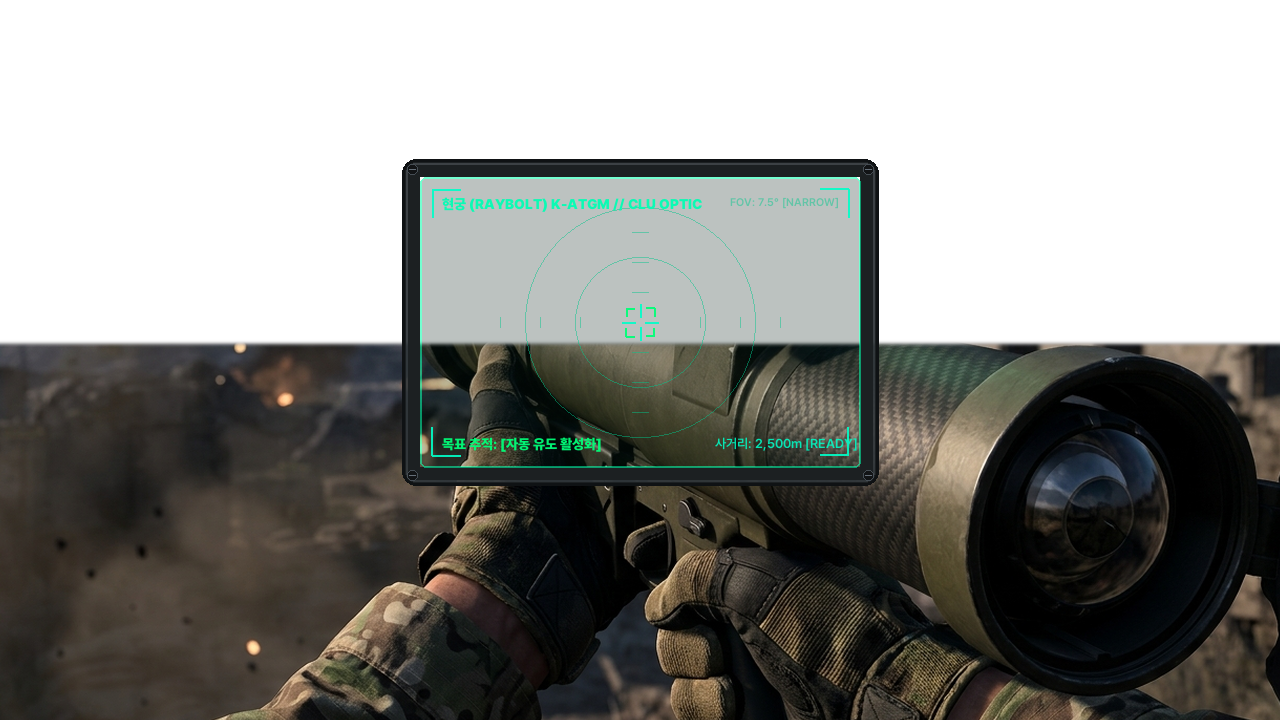 현궁 (RAYBOLT) K-ATGM // CLU OPTIC
FOV: 7.5° [NARROW]
목표 추적: [자동 유도 활성화]
사거리: 2,500m [READY]